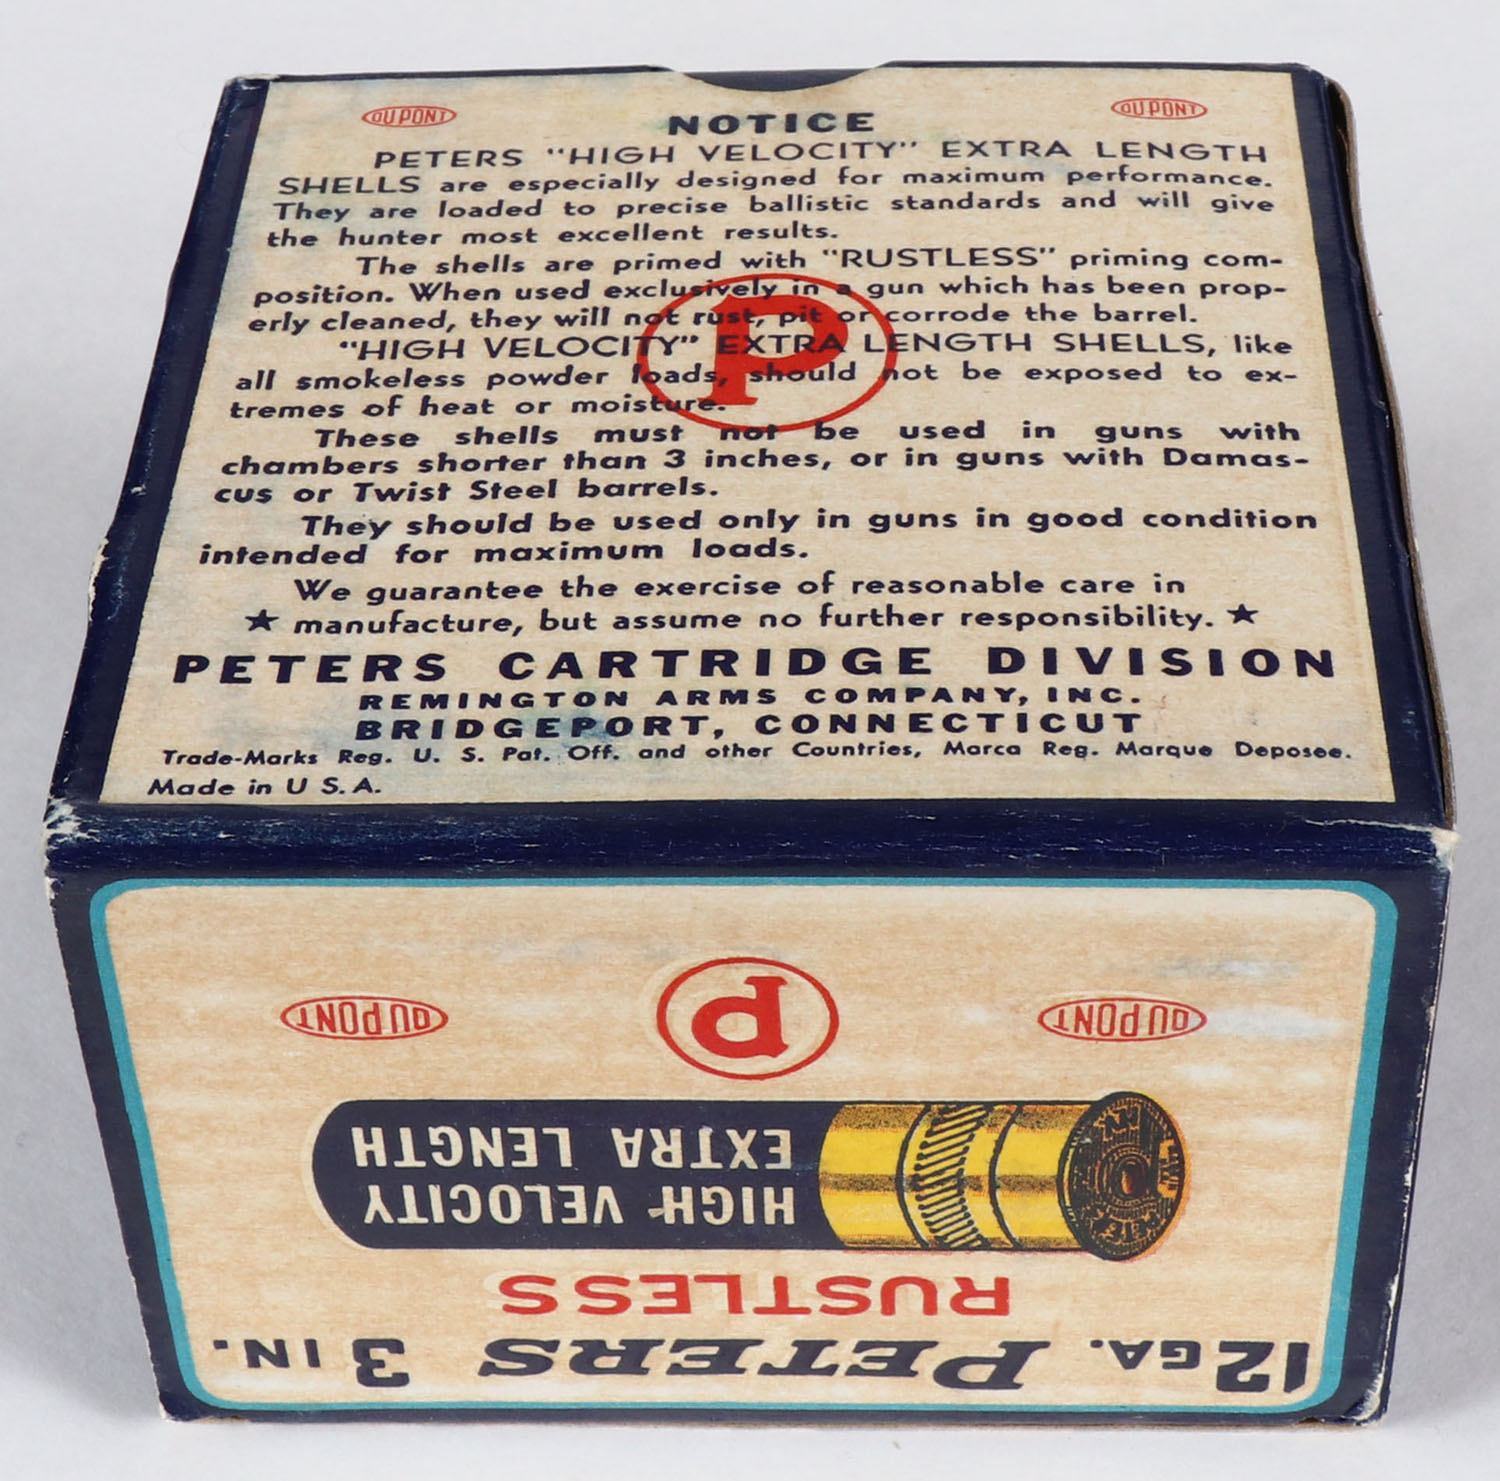 DU PONT DU PONT
NOTICE
PETERS "HIGH VELOCITY" EXTRA LENGTH
SHELLS are especially designed for maximum performance.
They are loaded to precise ballistic standards and will give
the hunter most excellent results.
The shells are primed with "RUSTLESS" priming com-
position. When used exclusively in a gun which has been prop-
erly cleaned, they will not rust, pit or corrode the barrel.
"HIGH VELOCITY" EXTRA LENGTH SHELLS, like
all smokeless powder loads, should not be exposed to ex-
tremes of heat or moisture.
P
These shells must not be used in guns with
chambers shorter than 3 inches, or in guns with Damas-
cus or Twist Steel barrels.
They should be used only in guns in good condition
intended for maximum loads.
We guarantee the exercise of reasonable care in
★ manufacture, but assume no further responsibility. ★
PETERS CARTRIDGE DIVISION
REMINGTON ARMS COMPANY, INC.
BRIDGEPORT, CONNECTICUT
Trade-Marks Reg. U. S. Pat. Off. and other Countries, Marca Reg. Marque Deposee.
Made in U S. A.
12 GA. PETERS 3 IN.
RUSTLESS
HIGH VELOCITY
EXTRA LENGTH
P
DU PONT DU PONT